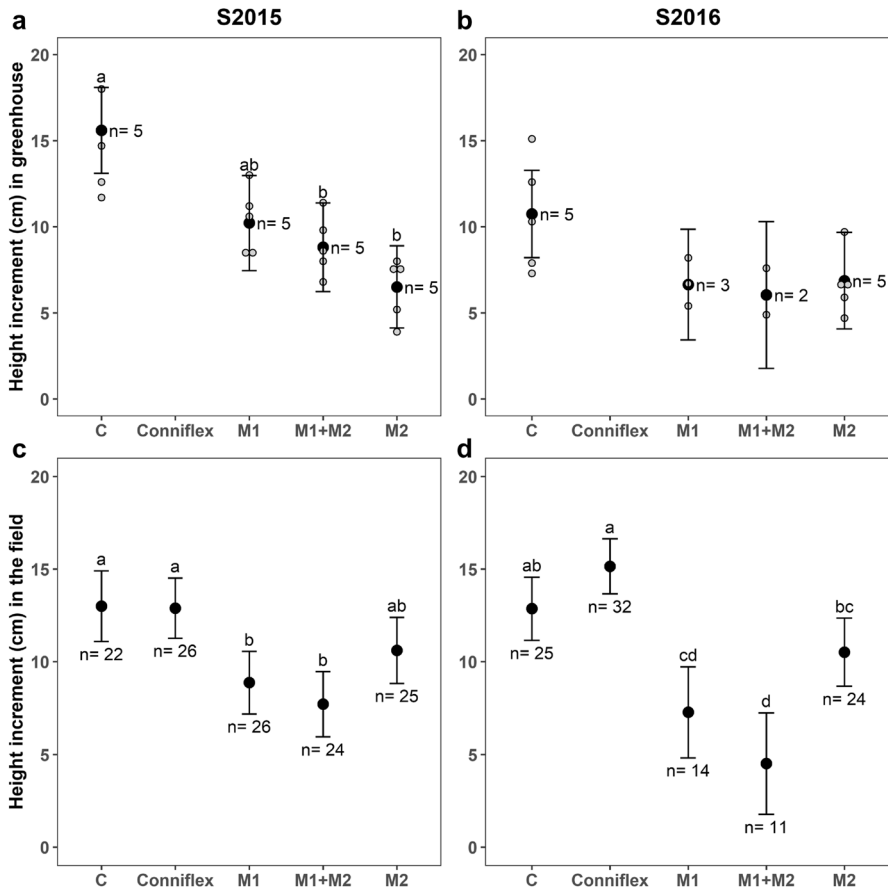 a
S2015
b
S2016
Height increment (cm) in greenhouse
20
15
10
5
0
a
n= 5
ab
n= 5
b
n= 5
b
n= 5
C
Conniflex
M1
M1+M2
M2
20
15
10
5
0
n= 5
n= 3
n= 2
n= 5
C
Conniflex
M1
M1+M2
M2
c
Height increment (cm) in the field
20
15
10
5
0
a
n= 22
a
n= 26
b
n= 26
b
n= 24
ab
n= 25
C
Conniflex
M1
M1+M2
M2
d
20
15
10
5
0
ab
n= 25
a
n= 32
cd
n= 14
d
n= 11
bc
n= 24
C
Conniflex
M1
M1+M2
M2